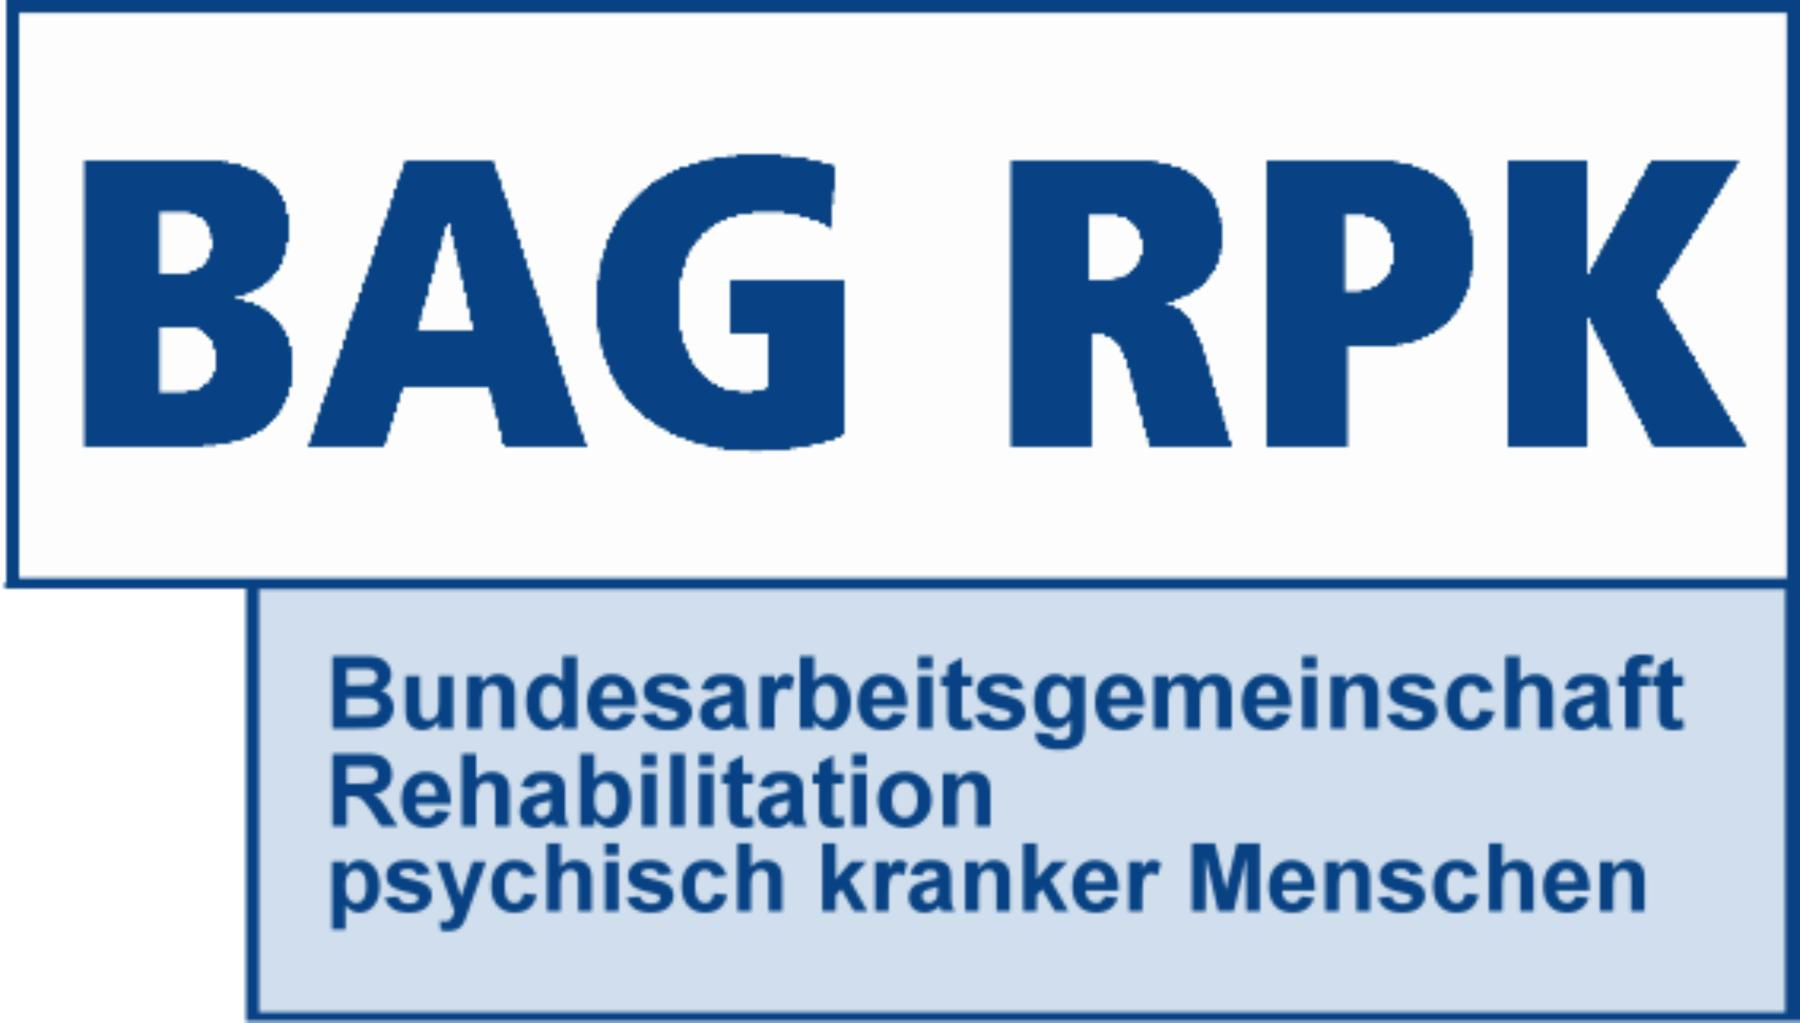 BAG RPK
Bundesarbeitsgemeinschaft
Rehabilitation
psychisch kranker Menschen